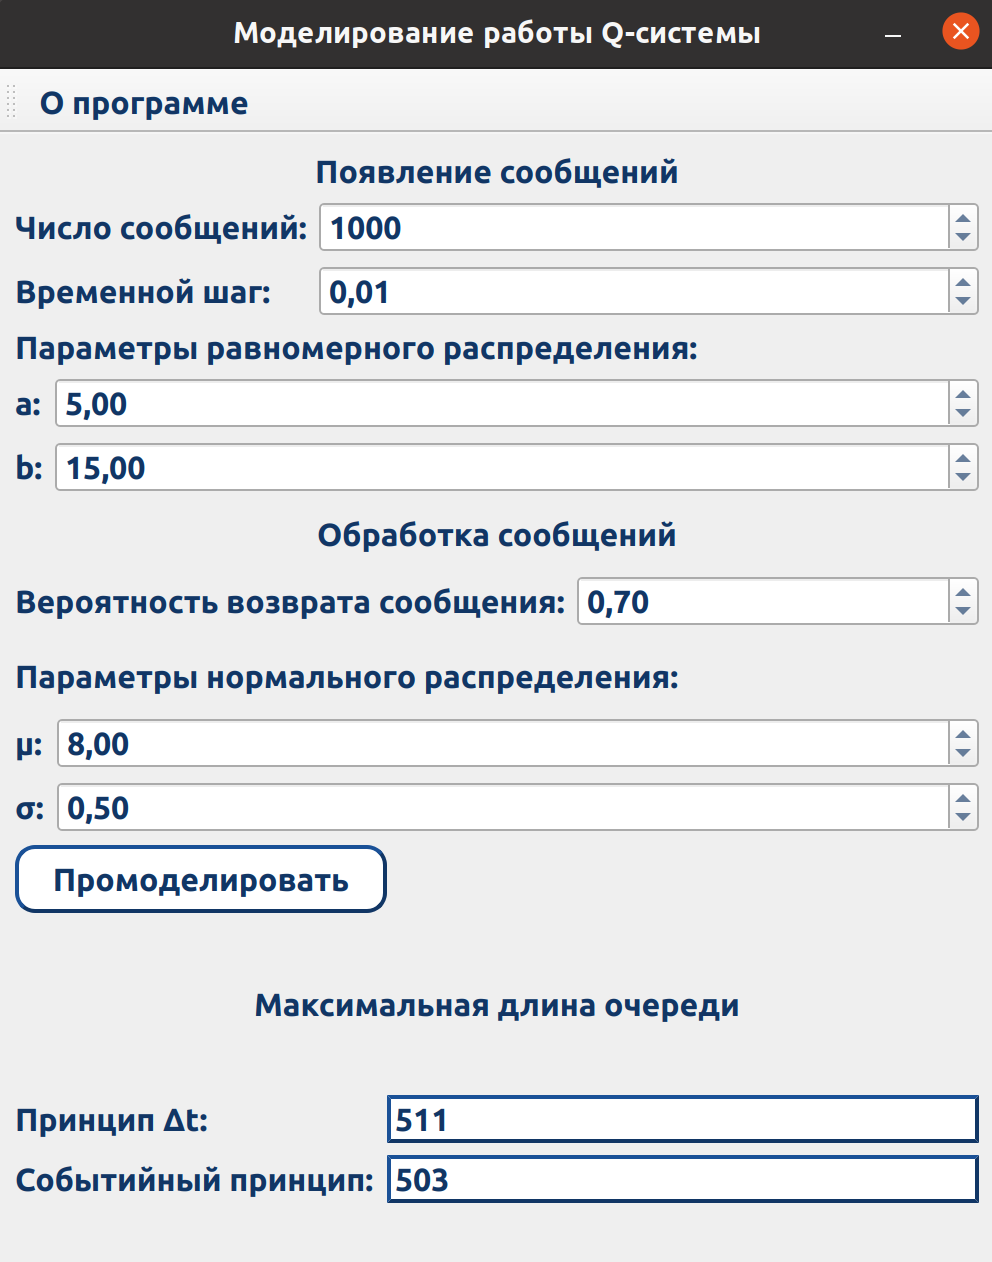 Моделирование работы Q-системы
О программе
Появление сообщений
Число сообщений: 1000
Временной шаг: 0,01
Параметры равномерного распределения:
a: 5,00
b: 15,00
Обработка сообщений
Вероятность возврата сообщения: 0,70
Параметры нормального распределения:
μ: 8,00
σ: 0,50
Промоделировать
Максимальная длина очереди
Принцип Δt: 511
Событийный принцип: 503